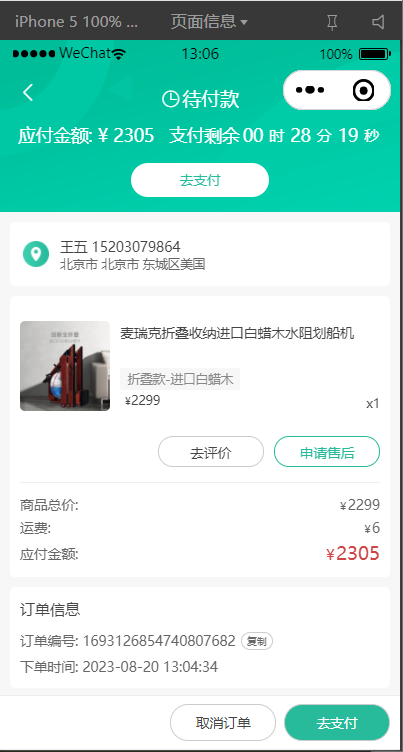 iPhone 5 100% ... 页面信息
WeChat 13:06 100%
待付款
应付金额: ¥ 2305 支付剩余 00 时 28 分 19 秒
去支付
王五 15203079864
北京市 北京市 东城区美国
麦瑞克折叠收纳进口白蜡木水阻划船机
折叠款-进口白蜡木
¥2299
x1
去评价 申请售后
商品总价: ¥2299
运费: ¥6
应付金额: ¥2305
订单信息
订单编号: 1693126854740807682 复制
下单时间: 2023-08-20 13:04:34
取消订单 去支付